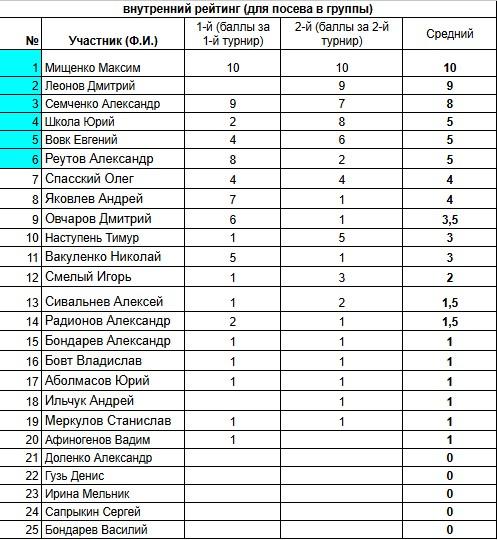 внутренний рейтинг (для посева в группы)
№ Участник (Ф.И.) 1-й (баллы за 1-й турнир) 2-й (баллы за 2-й турнир) Средний
1 Мищенко Максим 10 10 10
2 Леонов Дмитрий 9 9
3 Семченко Александр 9 7 8
4 Школа Юрий 2 8 5
5 Вовк Евгений 4 6 5
6 Реутов Александр 8 2 5
7 Спасский Олег 4 4 4
8 Яковлев Андрей 7 1 4
9 Овчаров Дмитрий 6 1 3,5
10 Наступень Тимур 1 5 3
11 Вакуленко Николай 5 1 3
12 Смелый Игорь 1 3 2
13 Сивальнев Алексей 1 2 1,5
14 Радионов Александр 2 1 1,5
15 Бондарев Александр 1 1 1
16 Бовт Владислав 1 1 1
17 Аболмасов Юрий 1 1 1
18 Ильчук Андрей 1 1
19 Меркулов Станислав 1 1 1
20 Афиногенов Вадим 1 1
21 Доленко Александр 0
22 Гузь Денис 0
23 Ирина Мельник 0
24 Сапрыкин Сергей 0
25 Бондарев Василий 0